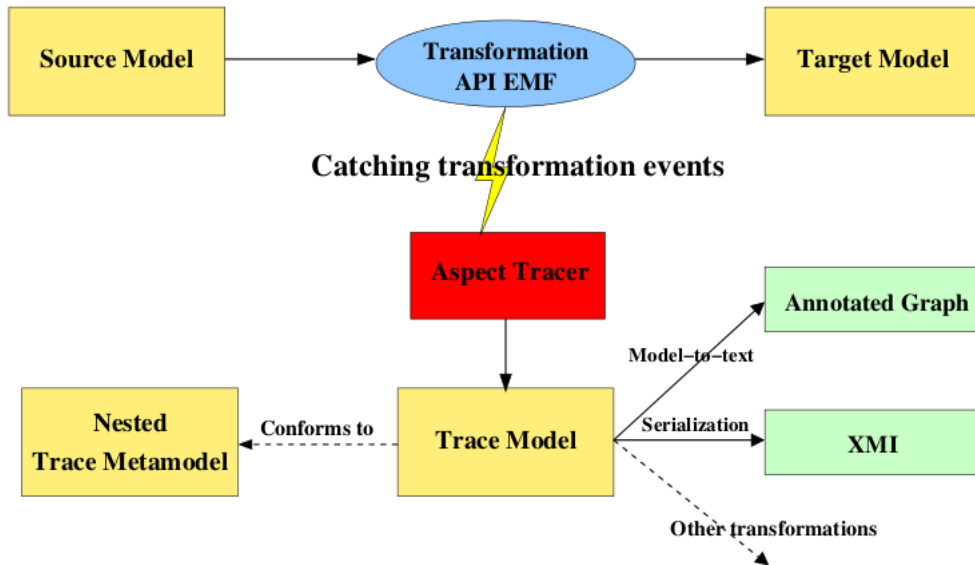 Source Model
Transformation
API EMF
Target Model
Catching transformation events
Aspect Tracer
Annotated Graph
Model-to-text
Nested
Trace Metamodel
Conforms to
Trace Model
Serialization
XMI
Other transformations